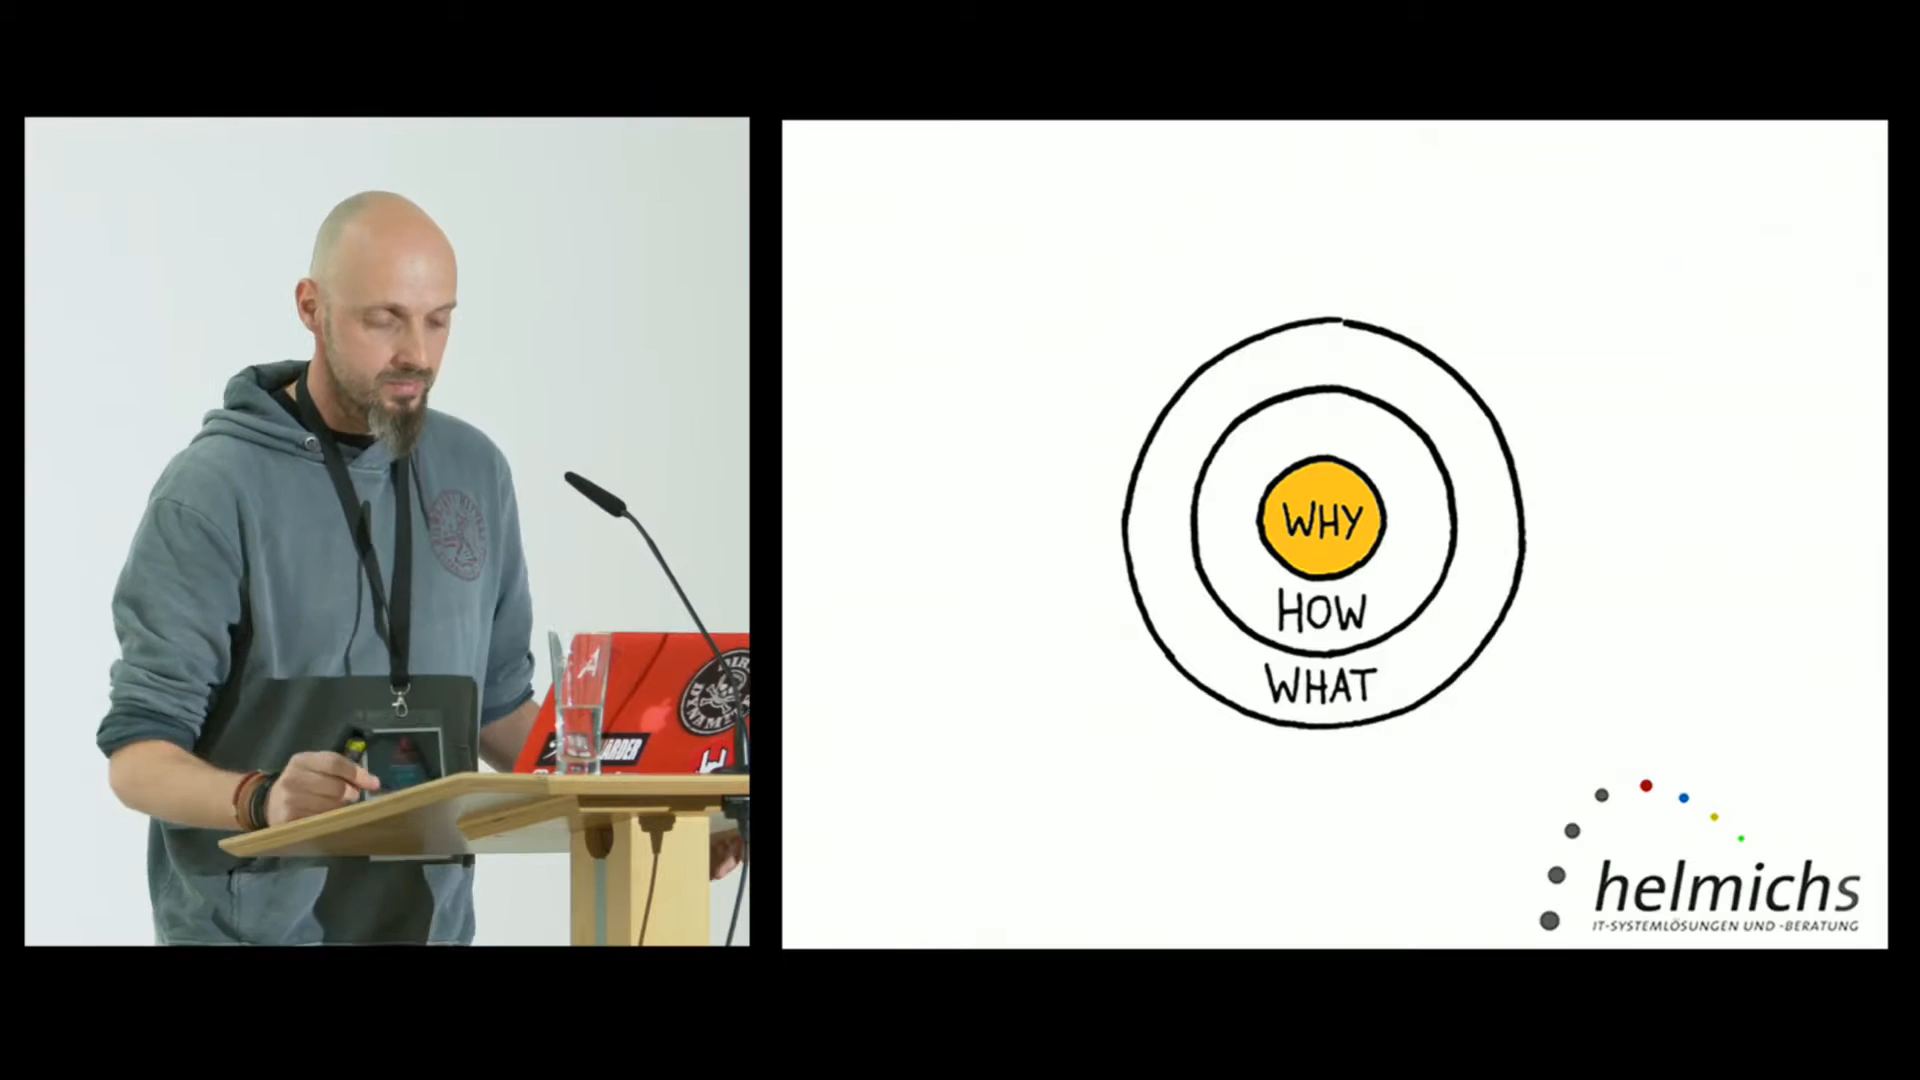 WHY
HOW
WHAT
helmichs
IT-SYSTEMLÖSUNGEN UND -BERATUNG